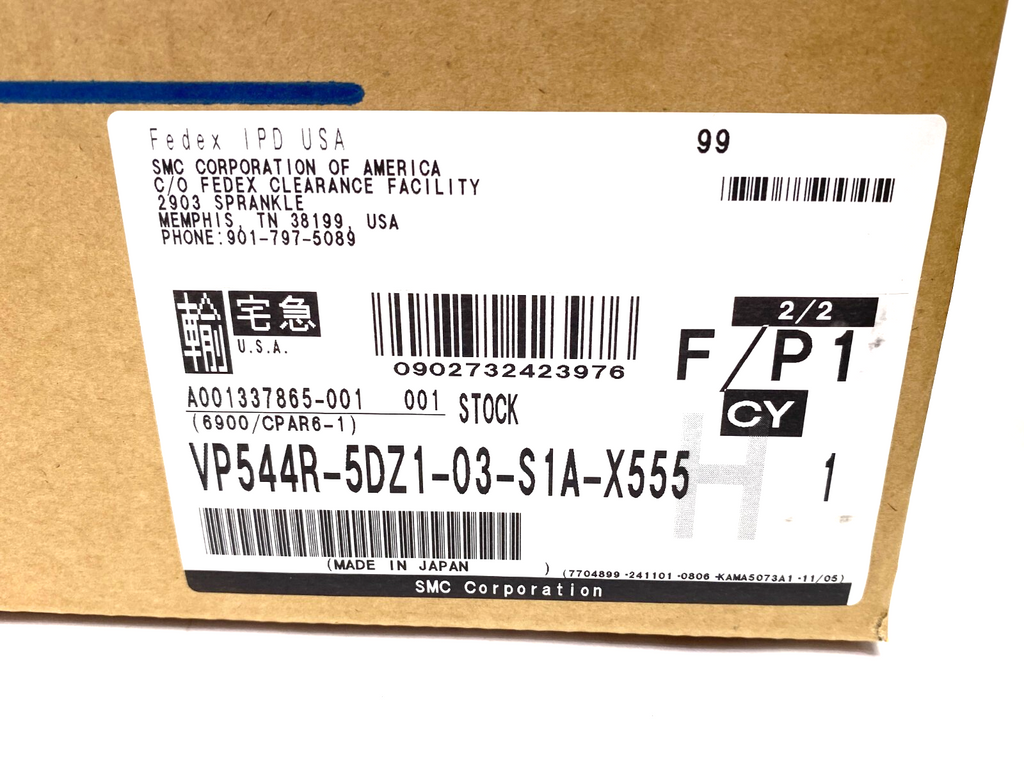 Fedex IPD USA
99
SMC CORPORATION OF AMERICA
C/O FEDEX CLEARANCE FACILITY
2903 SPRANKLE
MEMPHIS, TN 38199, USA
PHONE:901-797-5089
輸 宅急
U.S.A.
0902732423976
2/2
F/P1
CY
A001337865-001 001 STOCK
(6900/CPAR6-1)
H
VP544R-5DZ1-03-S1A-X555 1
(MADE IN JAPAN )
(7704899 -241101 -0806 -KAMA5073A1 -11/05)
SMC Corporation